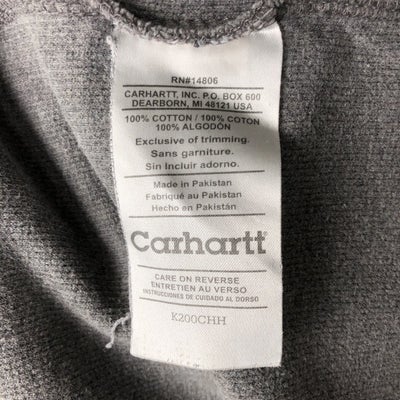 RN#14806
CARHARTT, INC. P.O. BOX 600
DEARBORN, MI 48121 USA
100% COTTON / 100% COTON
100% ALGODÓN
Exclusive of trimming.
Sans garniture.
Sin Incluir adorno.
Made in Pakistan
Fabriqué au Pakistan
Hecho en Pakistán
Carhartt
CARE ON REVERSE
ENTRETIEN AU VERSO
INSTRUCCIONES DE CUIDADO AL DORSO
K200CHH